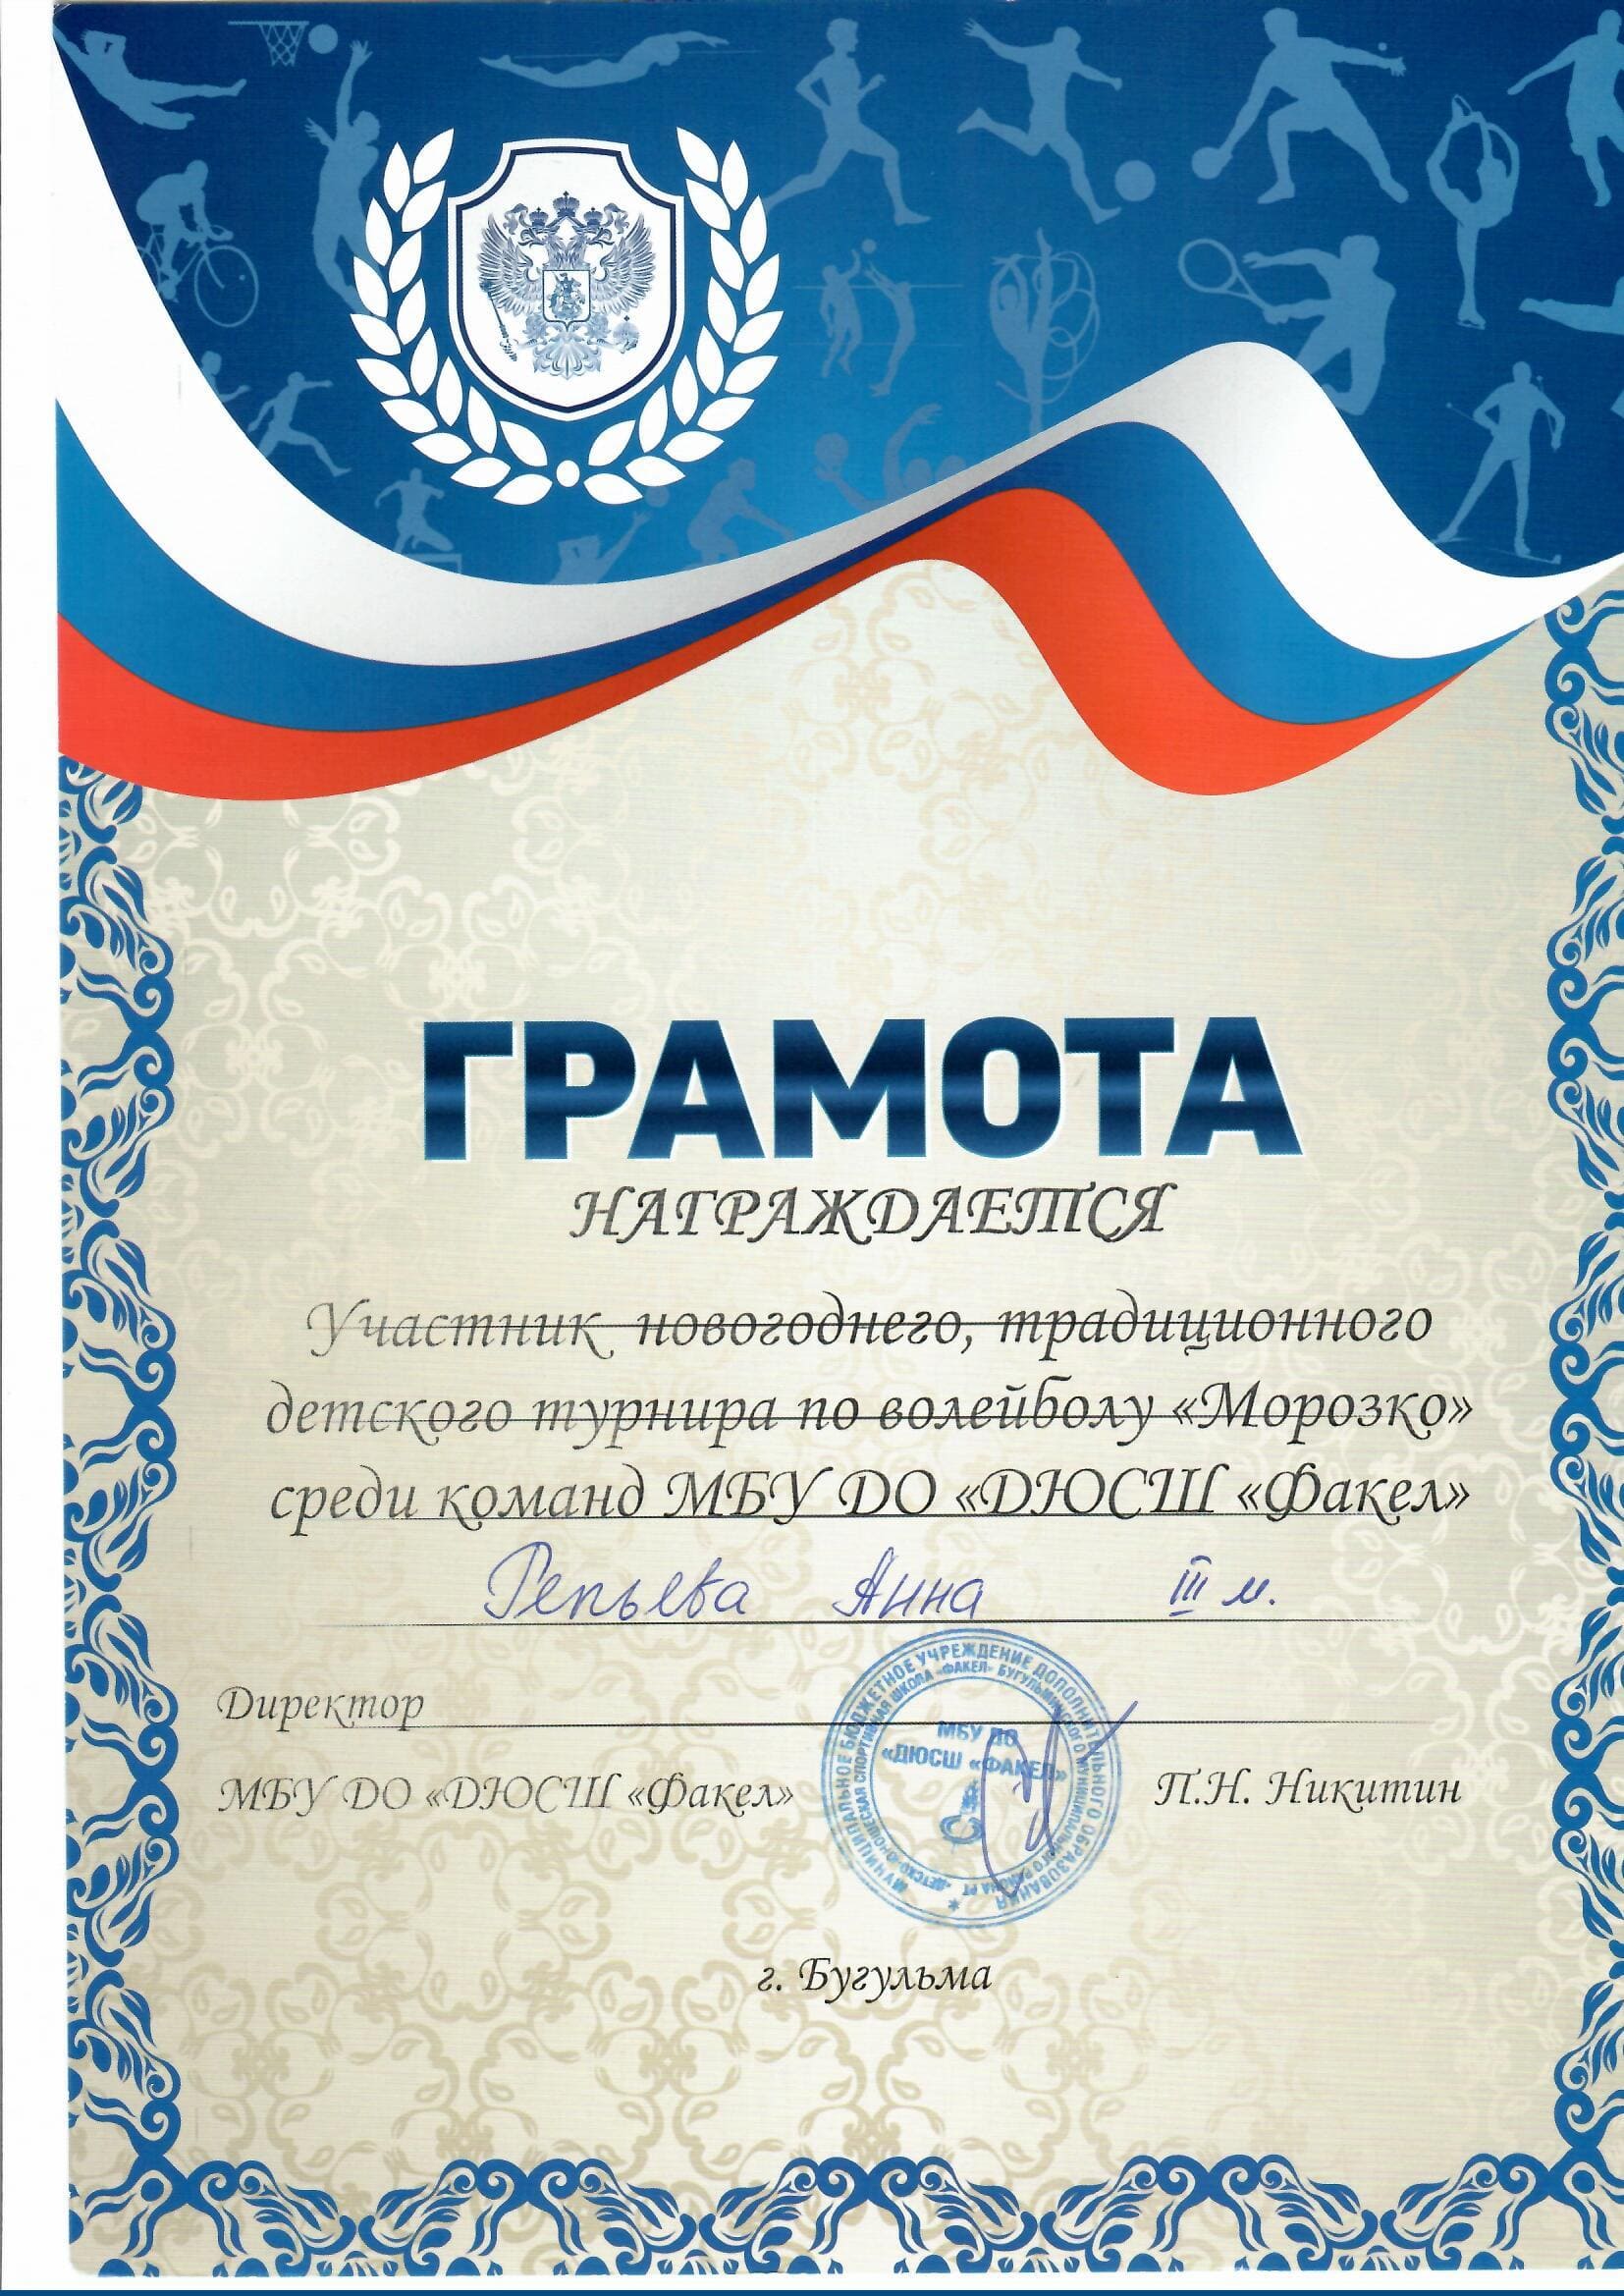 ГРАМОТА
НАГРАЖДАЕТСЯ
Участник новогоднего, традиционного
детского турнира по волейболу «Морозко»
среди команд МБУ ДО «ДЮСШ «Факел»
Репьева Анна III м.
Директор
МБУ ДО «ДЮСШ «Факел»
П.Н. Никитин
МУНИЦИПАЛЬНОЕ БЮДЖЕТНОЕ УЧРЕЖДЕНИЕ ДОПОЛНИТЕЛЬНОГО ОБРАЗОВАНИЯ
ДЕТСКО-ЮНОШЕСКАЯ СПОРТИВНАЯ ШКОЛА «ФАКЕЛ» БУГУЛЬМИНСКОГО МУНИЦИПАЛЬНОГО РАЙОНА РТ
МБУ ДО
«ДЮСШ «ФАКЕЛ»
г. Бугульма